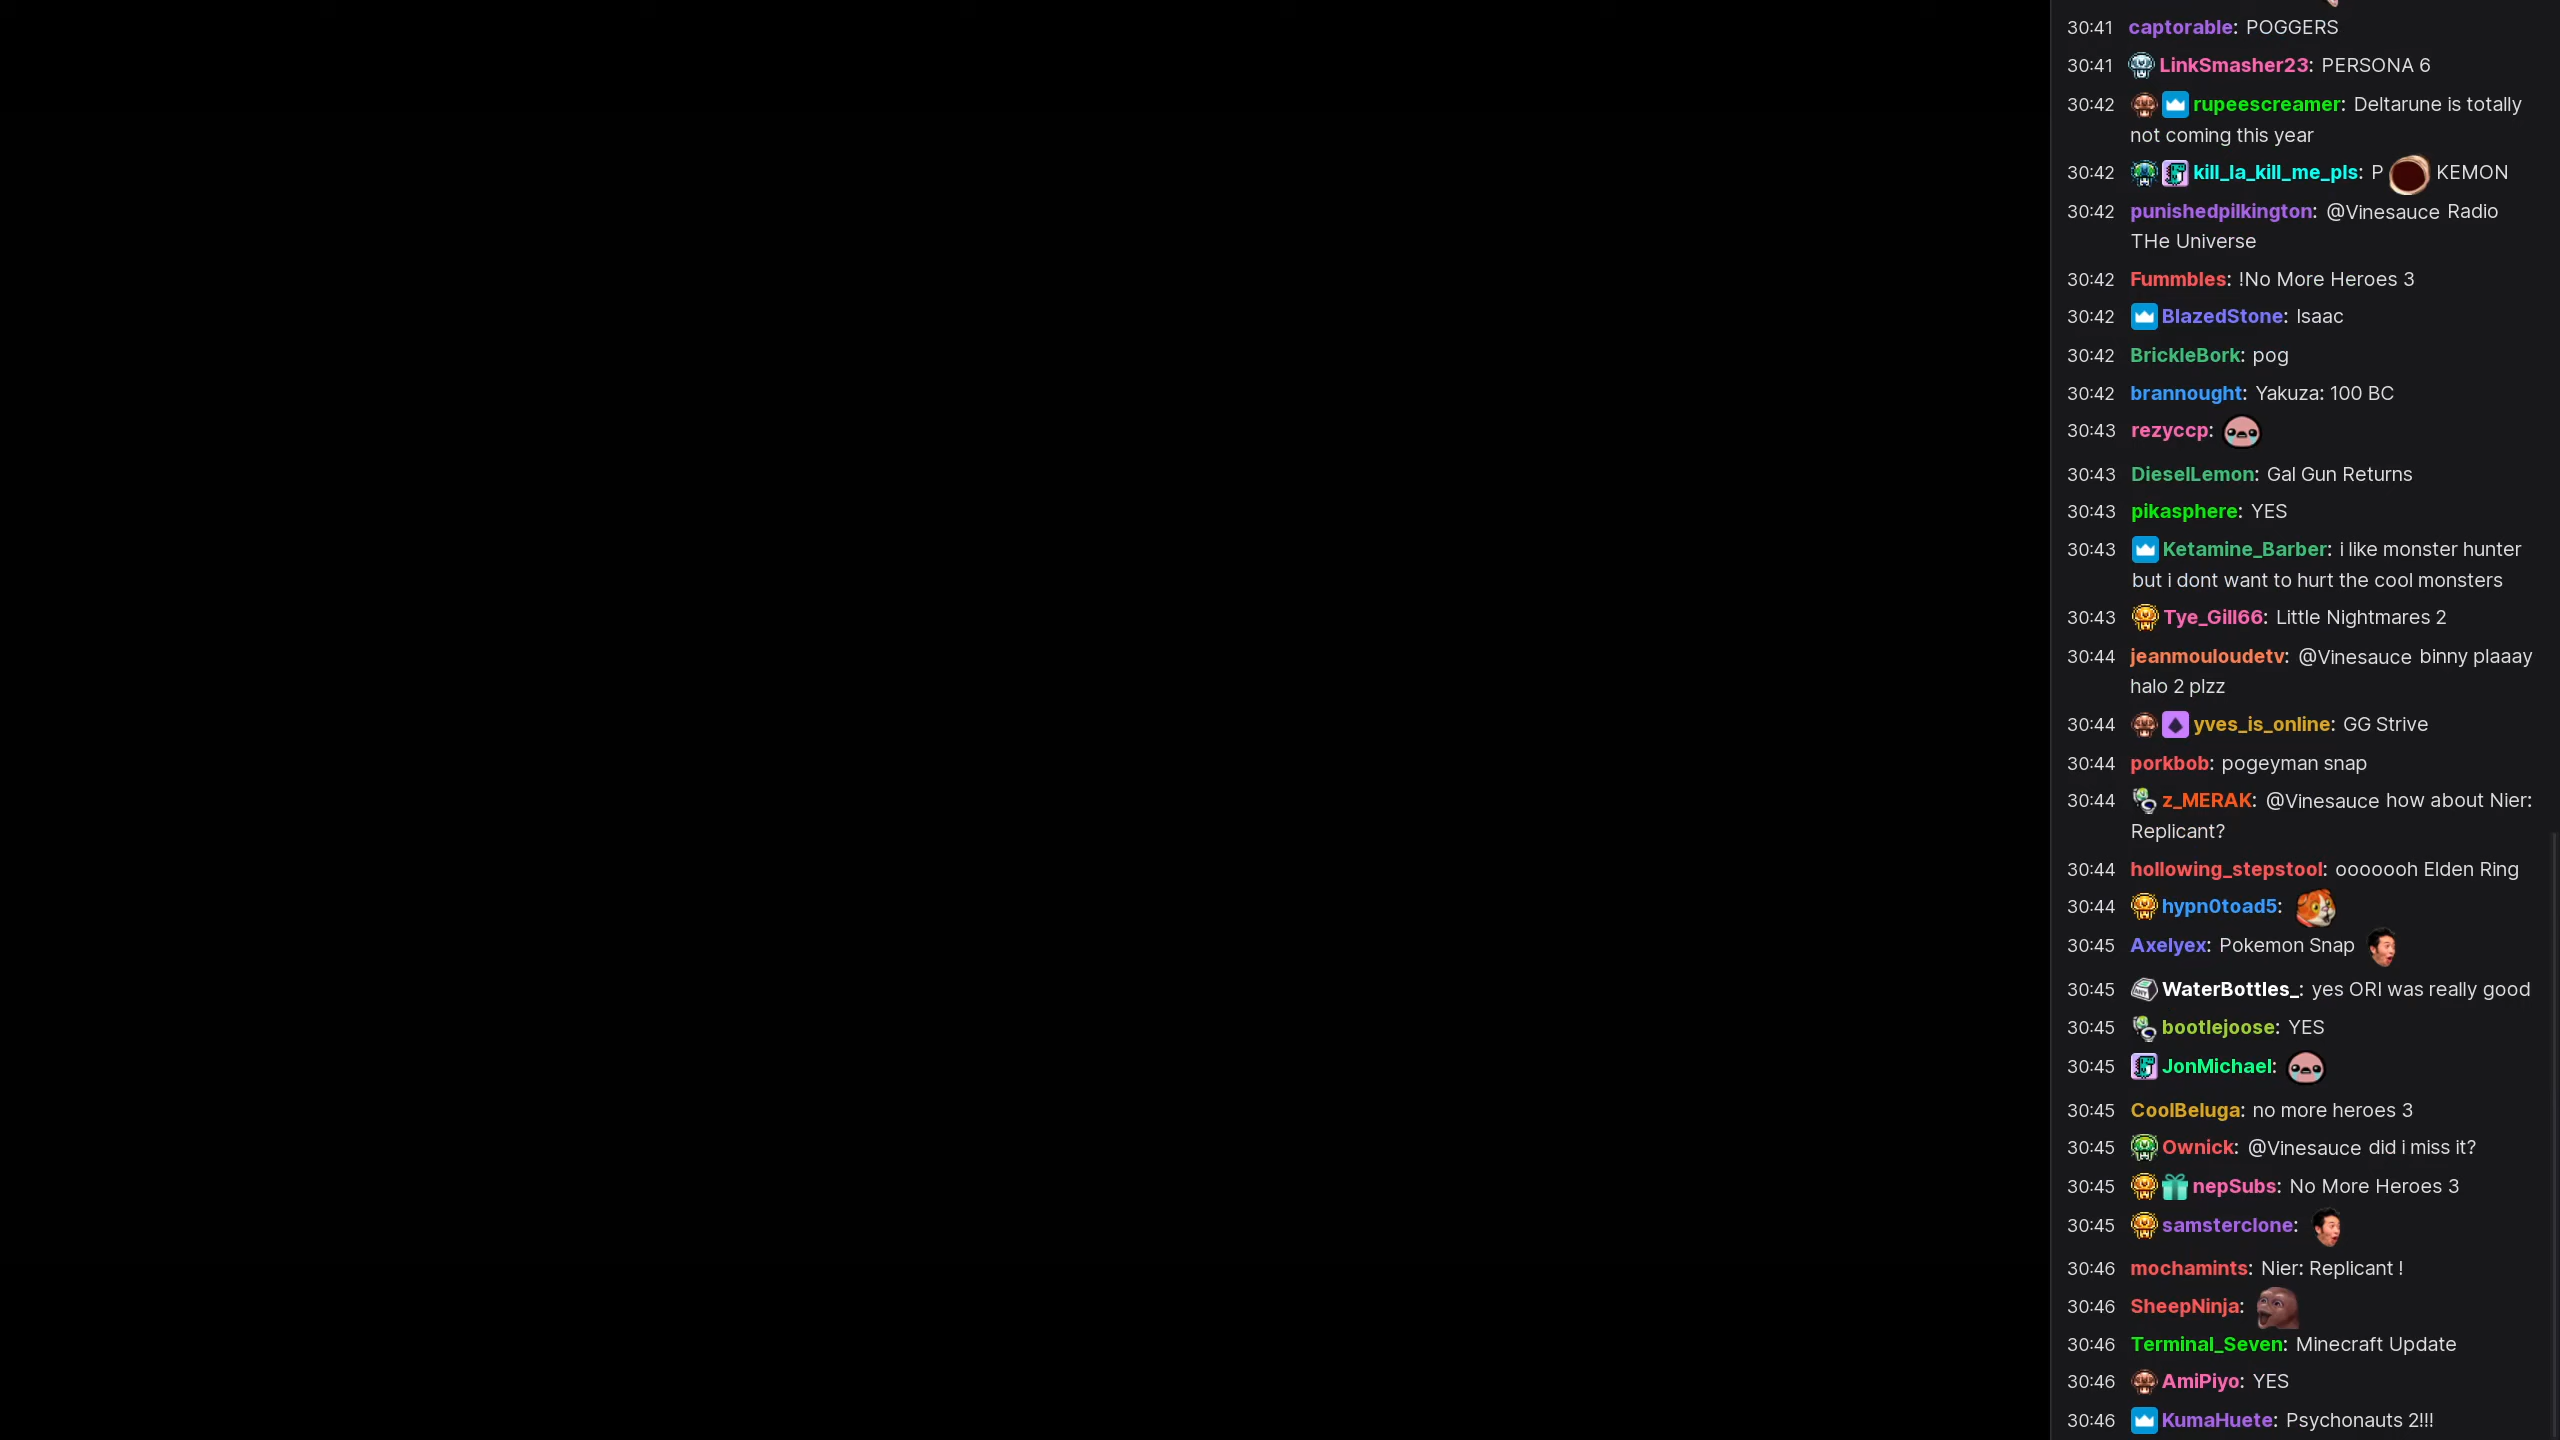 30:41 captorable: POGGERS
30:41 LinkSmasher23: PERSONA 6
30:42 rupeescreamer: Deltarune is totally
not coming this year
30:42 kill_la_kill_me_pls: P KEMON
30:42 punishedpilkington: @Vinesauce Radio
THe Universe
30:42 Fummbles: !No More Heroes 3
30:42 BlazedStone: Isaac
30:42 BrickleBork: pog
30:42 brannought: Yakuza: 100 BC
30:43 rezyccp:
30:43 DieselLemon: Gal Gun Returns
30:43 pikasphere: YES
30:43 Ketamine_Barber: i like monster hunter
but i dont want to hurt the cool monsters
30:43 Tye_Gill66: Little Nightmares 2
30:44 jeanmouloudetv: @Vinesauce binny plaaay
halo 2 plzz
30:44 yves_is_online: GG Strive
30:44 porkbob: pogeyman snap
30:44 z_MERAK: @Vinesauce how about Nier:
Replicant?
30:44 hollowing_stepstool: ooooooh Elden Ring
30:44 hypn0toad5:
30:45 Axelyex: Pokemon Snap
30:45 WaterBottles_: yes ORI was really good
30:45 bootlejoose: YES
30:45 JonMichael:
30:45 CoolBeluga: no more heroes 3
30:45 Ownick: @Vinesauce did i miss it?
30:45 nepSubs: No More Heroes 3
30:45 samsterclone:
30:46 mochamints: Nier: Replicant !
30:46 SheepNinja:
30:46 Terminal_Seven: Minecraft Update
30:46 AmiPiyo: YES
30:46 KumaHuete: Psychonauts 2!!!